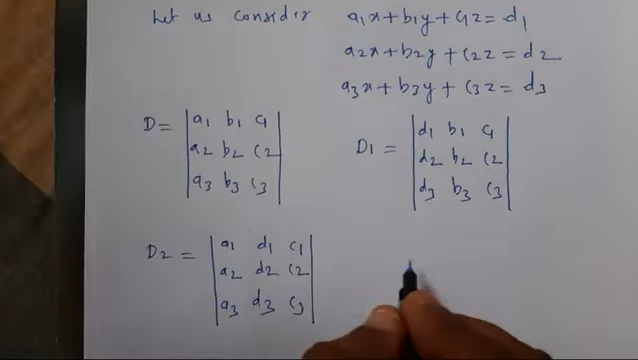 Let us consider a1x + b1y + c1z = d1
a2x + b2y + c2z = d2
a3x + b3y + c3z = d3
D = | a1 b1 c1 |
| a2 b2 c2 |
| a3 b3 c3 |
D1 = | d1 b1 c1 |
| d2 b2 c2 |
| d3 b3 c3 |
D2 = | a1 d1 c1 |
| a2 d2 c2 |
| a3 d3 c3 |